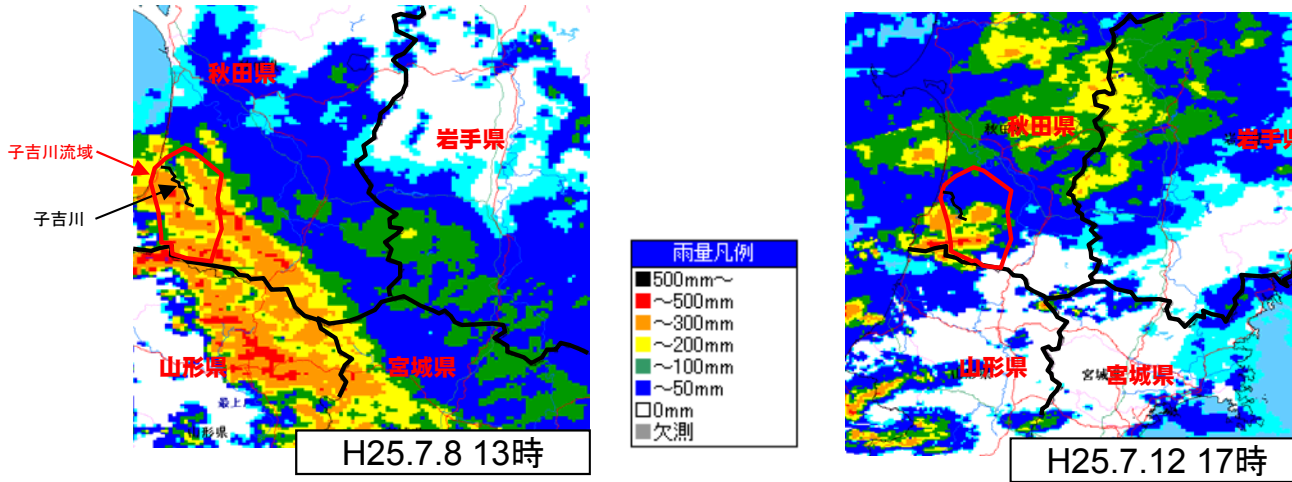 秋田県
岩手県
子吉川流域
子吉川
山形県
宮城県
最上
山形県
H25.7.8 13時
雨量凡例
500mm～
～500mm
～300mm
～200mm
～100mm
～50mm
0mm
欠測
秋田県
岩手県
山形県
宮城
宮城県
H25.7.12 17時